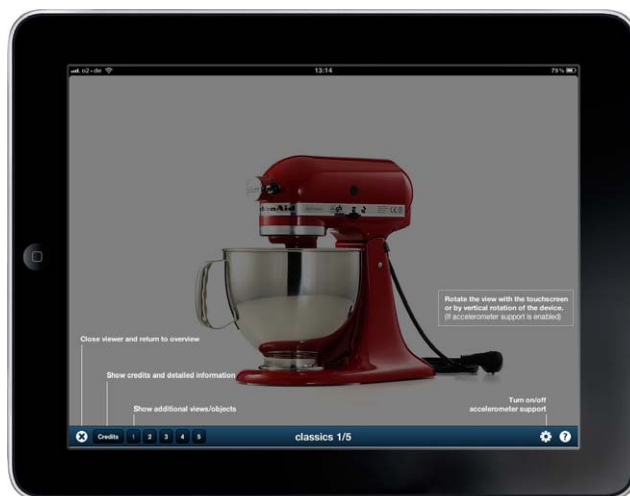 o2-de 13:14 79%
Rotate the view with the touchscreen
or by vertical rotation of the device.
(If accelerometer support is enabled)
Close viewer and return to overview
Show credits and detailed information
Show additional views/objects
Turn on/off
accelerometer support
Credits 1 2 3 4 5 classics 1/5 ?